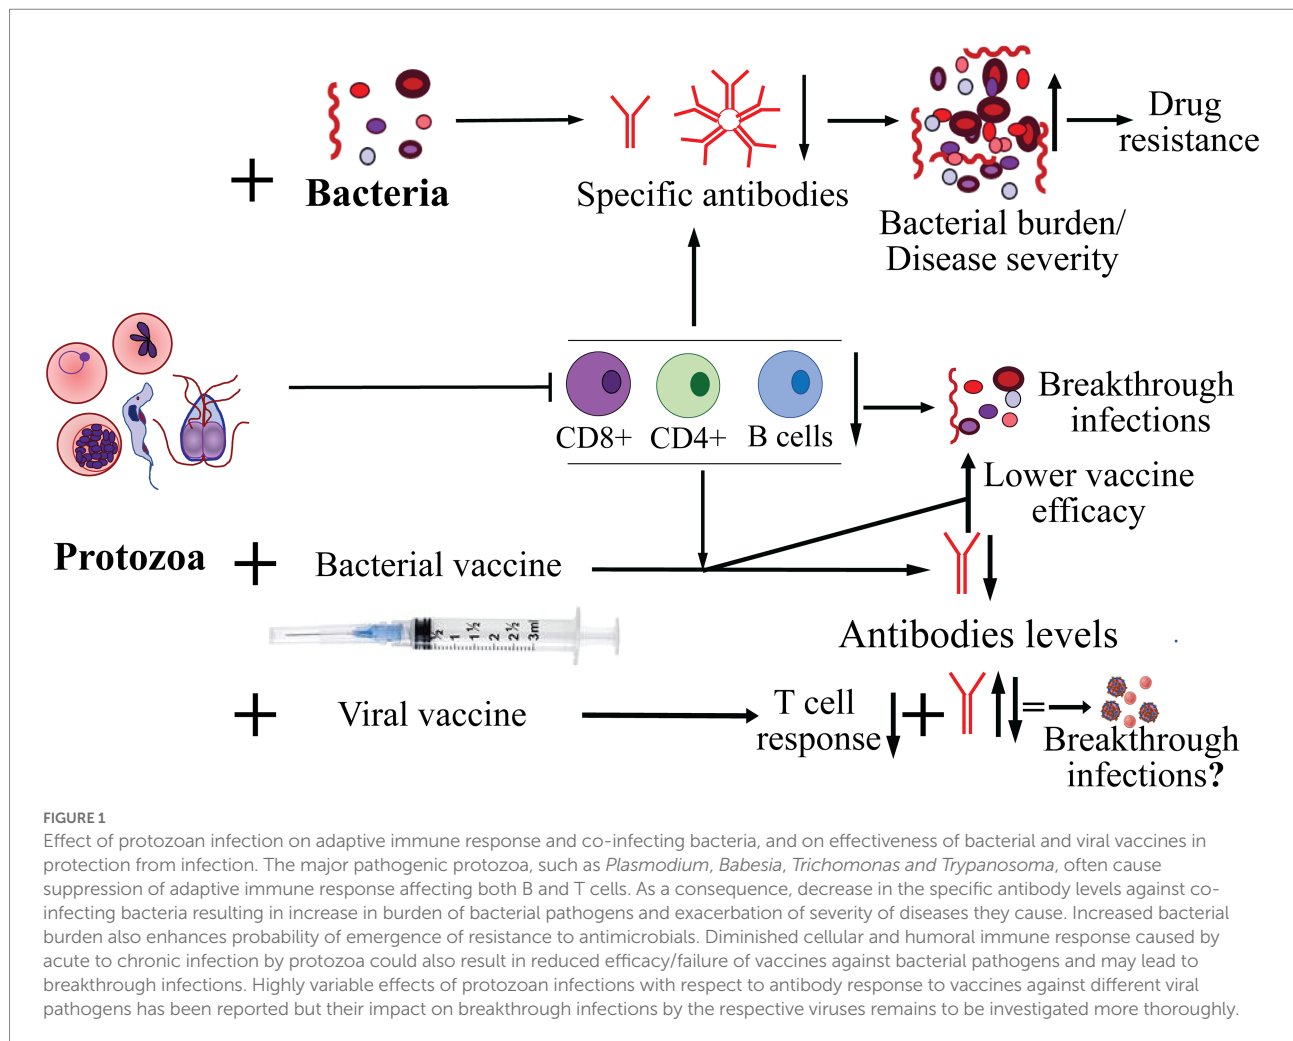 Bacteria
Specific antibodies
Drug
resistance
Bacterial burden/
Disease severity
CD8+ CD4+ B cells
Breakthrough
infections
Lower vaccine
efficacy
Protozoa
+ Bacterial vaccine
½ 1 1½ 2 2½ 3ml
Antibodies levels
+ Viral vaccine
T cell
response
+
=
Breakthrough
infections?
FIGURE 1
Effect of protozoan infection on adaptive immune response and co-infecting bacteria, and on effectiveness of bacterial and viral vaccines in
protection from infection. The major pathogenic protozoa, such as Plasmodium, Babesia, Trichomonas and Trypanosoma, often cause
suppression of adaptive immune response affecting both B and T cells. As a consequence, decrease in the specific antibody levels against co-
infecting bacteria resulting in increase in burden of bacterial pathogens and exacerbation of severity of diseases they cause. Increased bacterial
burden also enhances probability of emergence of resistance to antimicrobials. Diminished cellular and humoral immune response caused by
acute to chronic infection by protozoa could also result in reduced efficacy/failure of vaccines against bacterial pathogens and may lead to
breakthrough infections. Highly variable effects of protozoan infections with respect to antibody response to vaccines against different viral
pathogens has been reported but their impact on breakthrough infections by the respective viruses remains to be investigated more thoroughly.